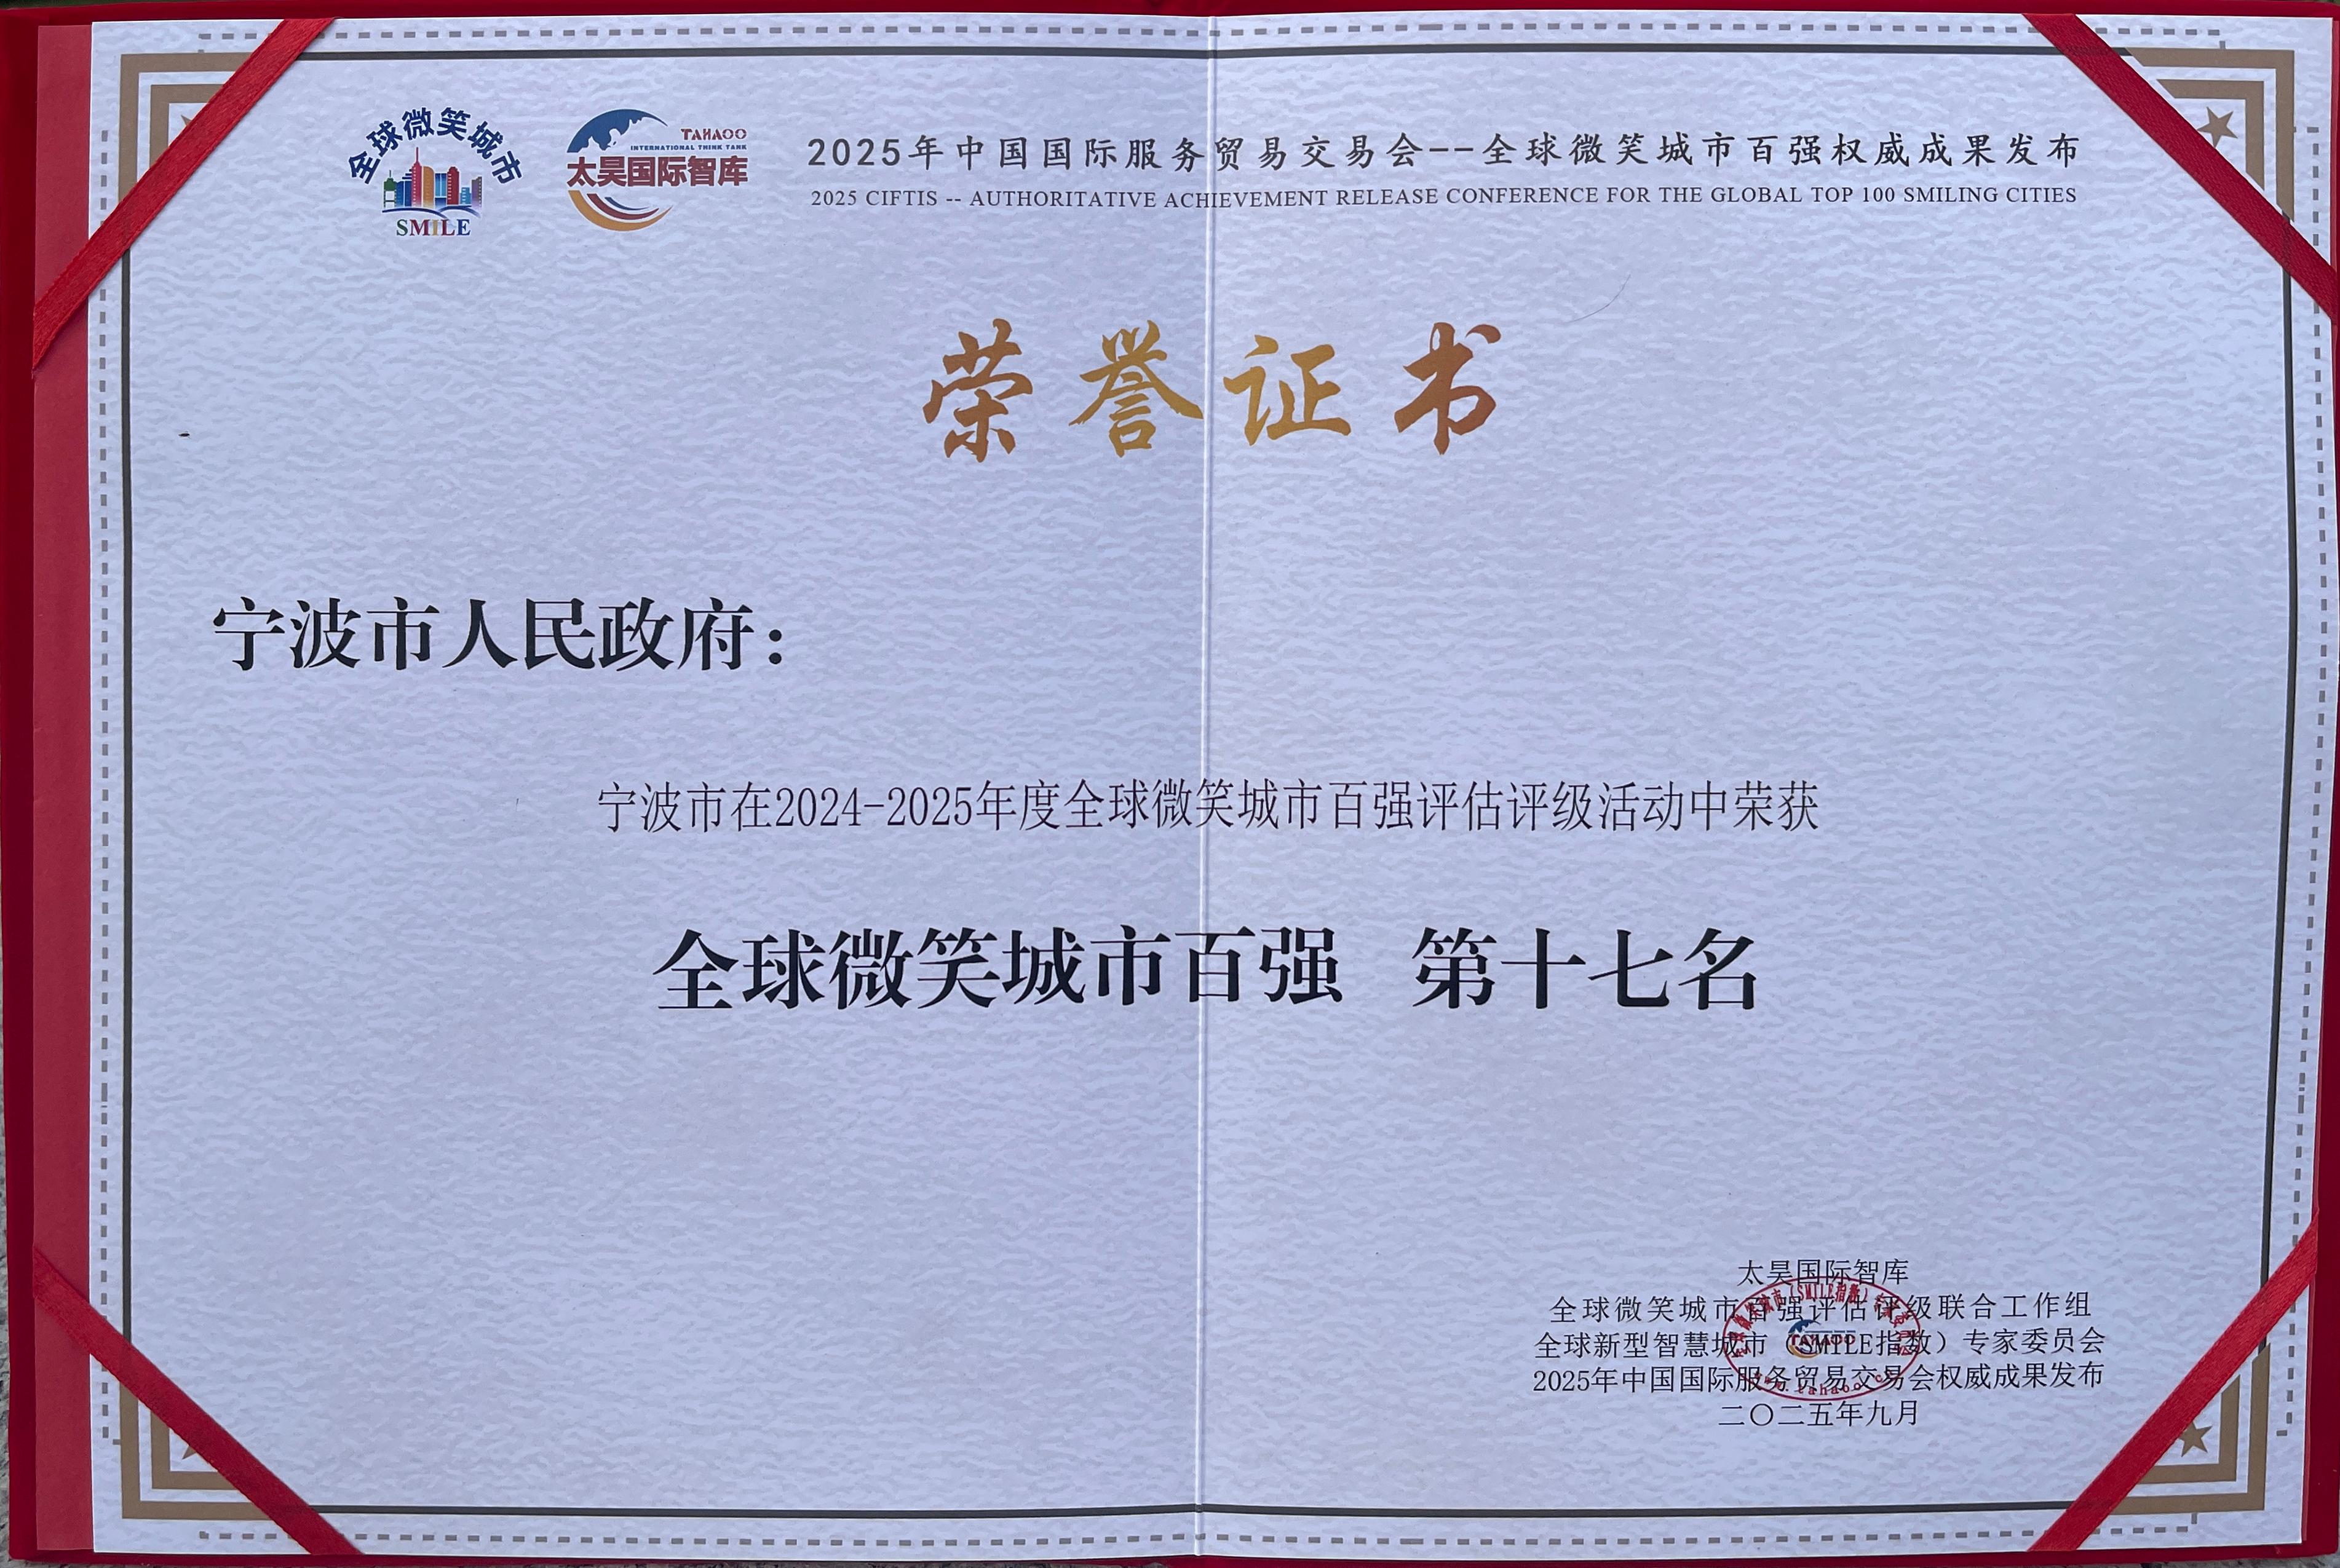 全球微笑城市
SMILE
TAHAOO
INTERNATIONAL THINK TANK
太昊国际智库
2025年中国国际服务贸易交易会--全球微笑城市百强权威成果发布
2025 CIFTIS -- AUTHORITATIVE ACHIEVEMENT RELEASE CONFERENCE FOR THE GLOBAL TOP 100 SMILING CITIES
荣誉证书
宁波市人民政府：
宁波市在2024-2025年度全球微笑城市百强评估评级活动中荣获
全球微笑城市百强 第十七名
太昊国际智库
全球微笑城市百强评估评级联合工作组
全球新型智慧城市（SMILE指数）专家委员会
2025年中国国际服务贸易交易会权威成果发布
二〇二五年九月
TAHAOO